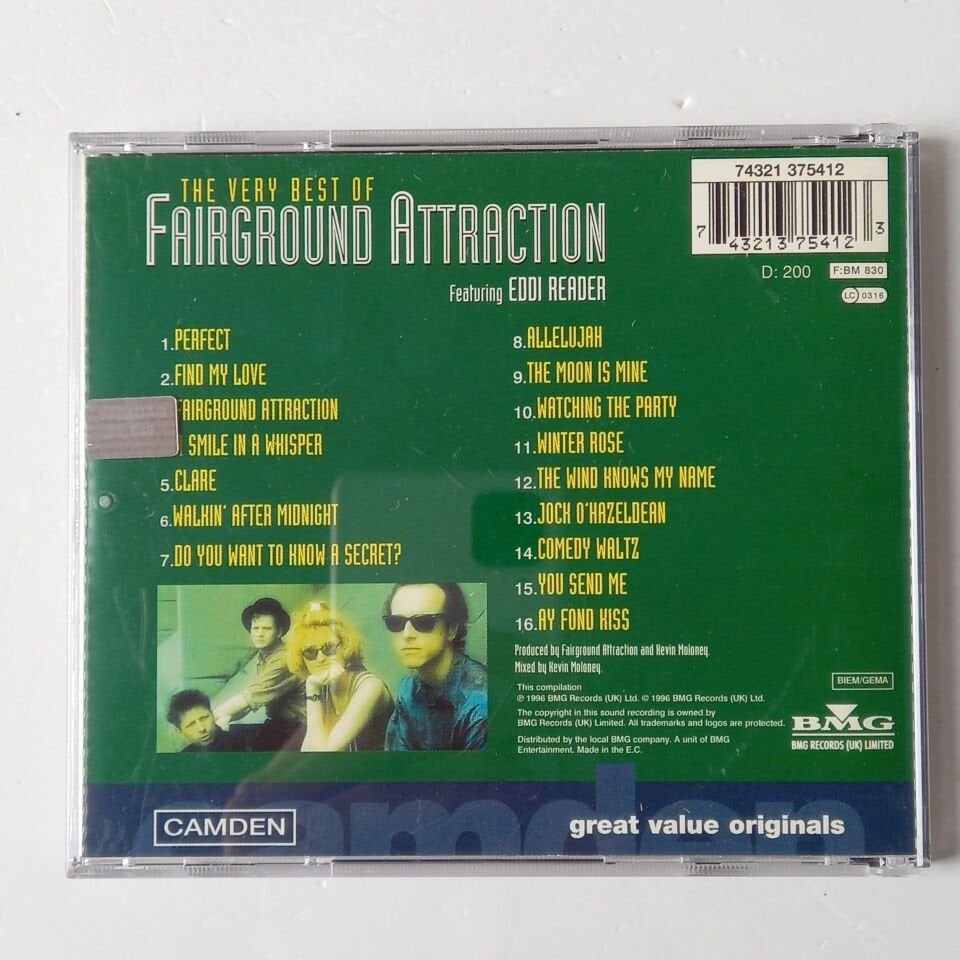 THE VERY BEST OF
FAIRGROUND ATTRACTION
Featuring EDDI READER
74321 375412
7 43213 75412 3
D: 200 F:BM 830
LC 0316
1.PERFECT
2.FIND MY LOVE
FAIRGROUND ATTRACTION
SMILE IN A WHISPER
5.CLARE
6.WALKIN' AFTER MIDNIGHT
7.DO YOU WANT TO KNOW A SECRET?
8.ALLELUJAH
9.THE MOON IS MINE
10.WATCHING THE PARTY
11.WINTER ROSE
12.THE WIND KNOWS MY NAME
13.JOCK O'HAZELDEAN
14.COMEDY WALTZ
15.YOU SEND ME
16.AY FOND KISS
Produced by Fairground Attraction and Kevin Moloney.
Mixed by Kevin Moloney.
This compilation
℗ 1996 BMG Records (UK) Ltd. © 1996 BMG Records (UK) Ltd.
The copyright in this sound recording is owned by
BMG Records (UK) Limited. All trademarks and logos are protected.
Distributed by the local BMG company. A unit of BMG
Entertainment. Made in the E.C.
BIEM/GEMA
BMG
BMG RECORDS (UK) LIMITED
camden
CAMDEN
great value originals